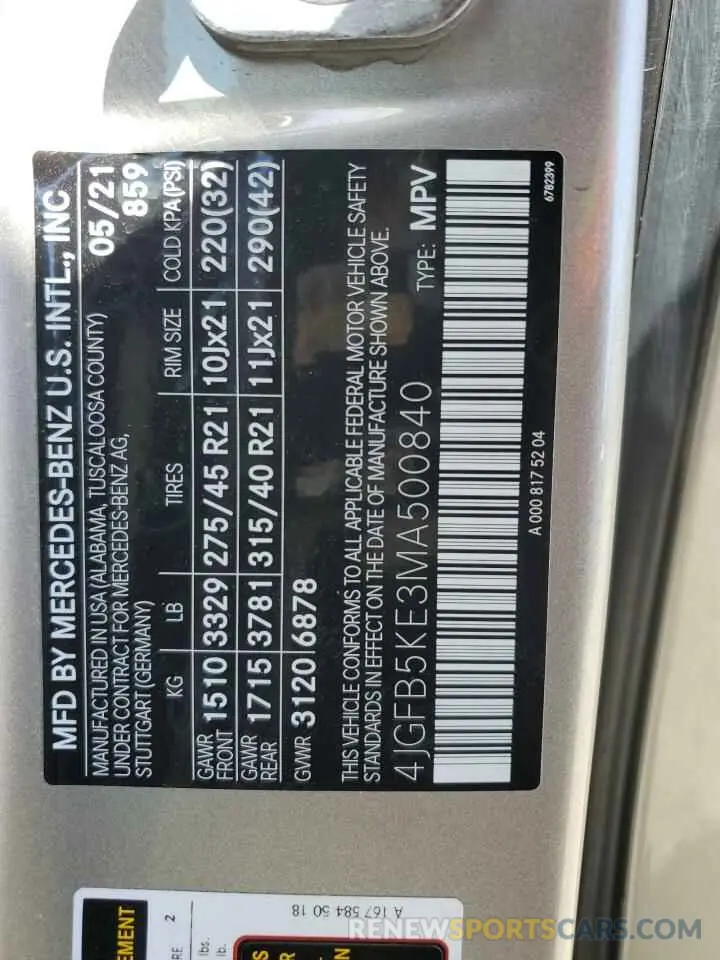 MFD BY MERCEDES-BENZ U.S. INTL., INC
MANUFACTURED IN USA (ALABAMA, TUSCALOOSA COUNTY) 05/21
UNDER CONTRACT FOR MERCEDES-BENZ AG, 859
STUTTGART (GERMANY)
KG LB TIRES RIM SIZE COLD KPA(PSI)
GAWR FRONT 1510 3329 275/45 R21 10Jx21 220(32)
GAWR REAR 1715 3781 315/40 R21 11Jx21 290(42)
GVWR 3120 6878
THIS VEHICLE CONFORMS TO ALL APPLICABLE FEDERAL MOTOR VEHICLE SAFETY
STANDARDS IN EFFECT ON THE DATE OF MANUFACTURE SHOWN ABOVE.
4JGFB5KE3MA500840 TYPE: MPV
A 000 817 52 04
6782399
A 167 584 50 18
EMENT
2
lbs.
lb.
RENEWSPORTSCARS.COM